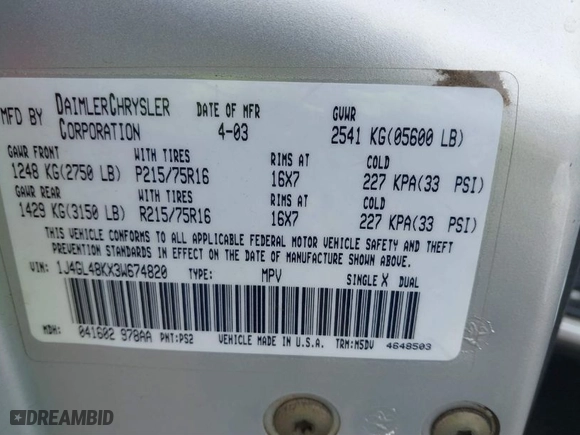 MFD BY DAIMLERCHRYSLER CORPORATION
DATE OF MFR 4-03
GVWR 2541 KG(05600 LB)
GAWR FRONT WITH TIRES RIMS AT COLD
1248 KG(2750 LB) P215/75R16 16X7 227 KPA(33 PSI)
GAWR REAR WITH TIRES RIMS AT COLD
1429 KG(3150 LB) R215/75R16 16X7 227 KPA(33 PSI)
THIS VEHICLE CONFORMS TO ALL APPLICABLE FEDERAL MOTOR VEHICLE SAFETY AND THEFT
PREVENTION STANDARDS IN EFFECT ON THE DATE OF MANUFACTURE SHOWN ABOVE.
VIN: 1J4GL48KX3W674820 TYPE: MPV SINGLE X DUAL
MDH: 041602 978AA PNT:PS2 VEHICLE MADE IN U.S.A. TRM:M5DV 4648503
DREAMBID